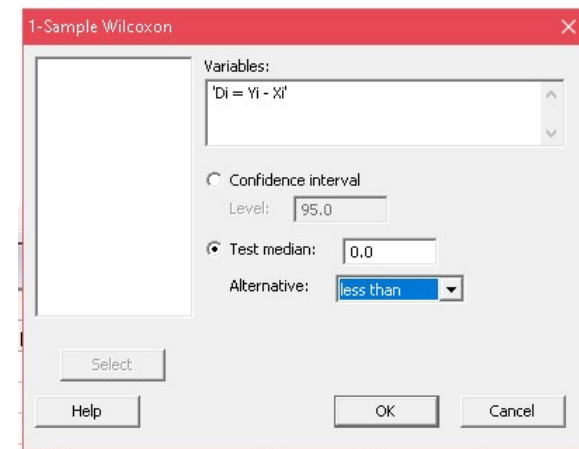 1-Sample Wilcoxon
Variables:
'Di = Yi - Xi'
Confidence interval
Level: 95.0
Test median: 0.0
Alternative: less than
Select
Help OK Cancel